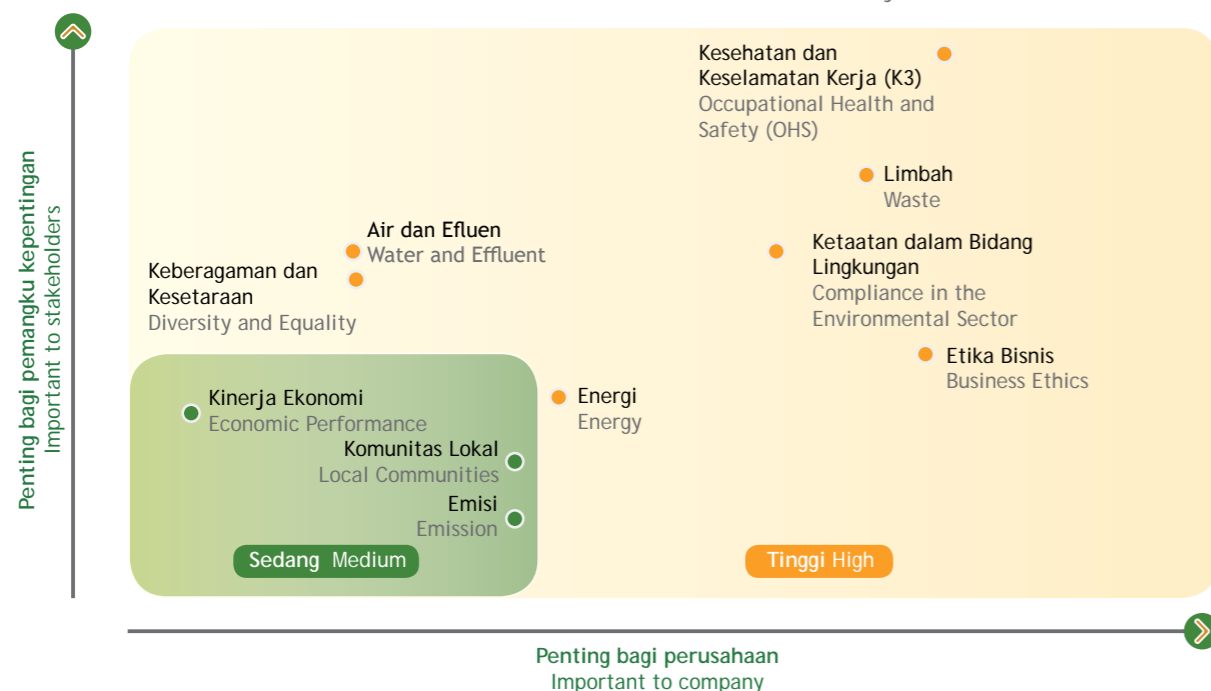 Kesehatan dan
Keselamatan Kerja (K3)
Occupational Health and
Safety (OHS)
Limbah
Waste
Air dan Efluen
Water and Effluent
Ketaatan dalam Bidang
Lingkungan
Compliance in the
Environmental Sector
Keberagaman dan
Kesetaraan
Diversity and Equality
Etika Bisnis
Business Ethics
Kinerja Ekonomi
Economic Performance
Energi
Energy
Komunitas Lokal
Local Communities
Emisi
Emission
Sedang Medium
Tinggi High
Penting bagi pemangku kepentingan
Important to stakeholders
Penting bagi perusahaan
Important to company